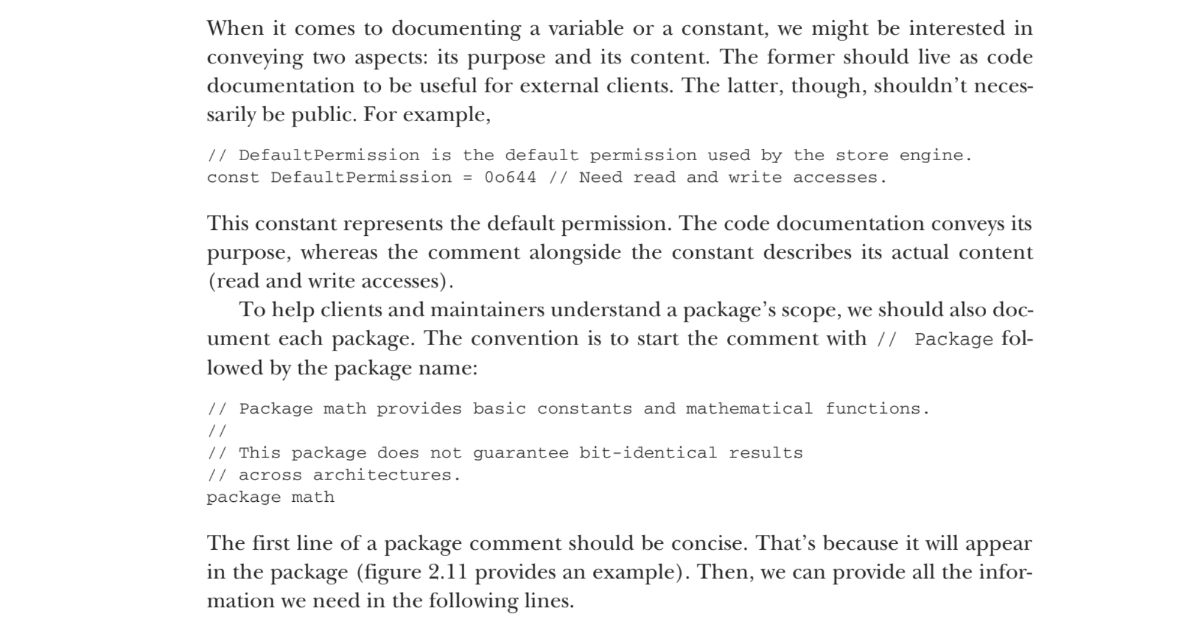 When it comes to documenting a variable or a constant, we might be interested in
conveying two aspects: its purpose and its content. The former should live as code
documentation to be useful for external clients. The latter, though, shouldn’t neces-
sarily be public. For example,
// DefaultPermission is the default permission used by the store engine.
const DefaultPermission = 0o644 // Need read and write accesses.
This constant represents the default permission. The code documentation conveys its
purpose, whereas the comment alongside the constant describes its actual content
(read and write accesses).
To help clients and maintainers understand a package’s scope, we should also doc-
ument each package. The convention is to start the comment with // Package fol-
lowed by the package name:
// Package math provides basic constants and mathematical functions.
//
// This package does not guarantee bit-identical results
// across architectures.
package math
The first line of a package comment should be concise. That’s because it will appear
in the package (figure 2.11 provides an example). Then, we can provide all the infor-
mation we need in the following lines.